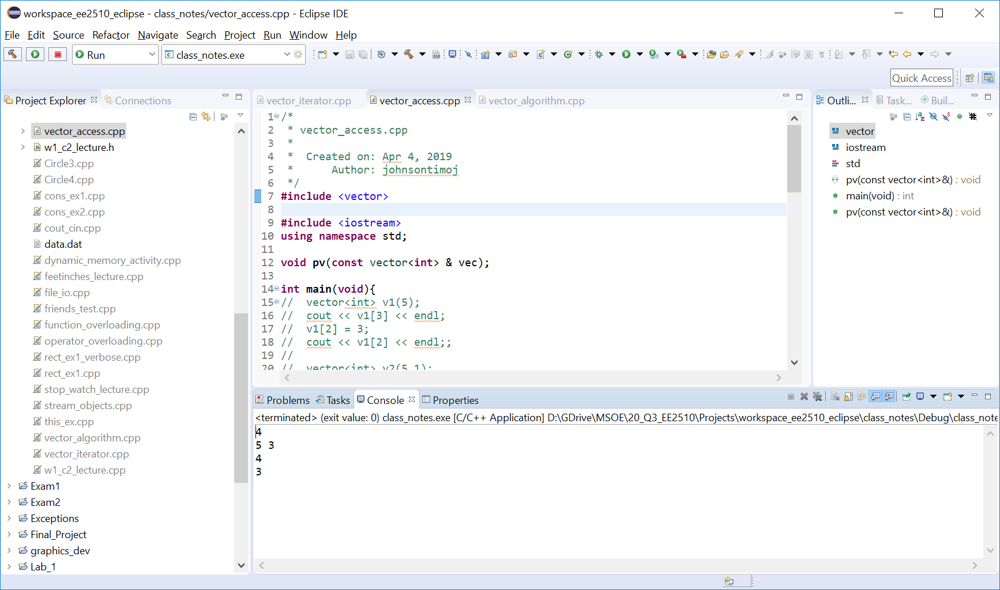 workspace_ee2510_eclipse - class_notes/vector_access.cpp - Eclipse IDE
File Edit Source Refactor Navigate Search Project Run Window Help
Run class_notes.exe
Quick Access
Project Explorer Connections
vector_access.cpp
w1_c2_lecture.h
Circle3.cpp
Circle4.cpp
cons_ex1.cpp
cons_ex2.cpp
cout_cin.cpp
data.dat
dynamic_memory_activity.cpp
feetinches_lecture.cpp
file_io.cpp
friends_test.cpp
function_overloading.cpp
operator_overloading.cpp
rect_ex1_verbose.cpp
rect_ex1.cpp
stop_watch_lecture.cpp
stream_objects.cpp
this_ex.cpp
vector_algorithm.cpp
vector_iterator.cpp
w1_c2_lecture.cpp
Exam1
Exam2
Exceptions
Final_Project
graphics_dev
Lab_1
vector_iterator.cpp vector_access.cpp vector_algorithm.cpp
1 /*
2  * vector_access.cpp
3  *
4  *  Created on: Apr 4, 2019
5  *      Author: johnsontimoj
6  */
7 #include <vector>
8
9 #include <iostream>
10 using namespace std;
11
12 void pv(const vector<int> & vec);
13
14 int main(void){
15 //  vector<int> v1(5);
16 //  cout << v1[3] << endl;
17 //  v1[2] = 3;
18 //  cout << v1[2] << endl;;
19 //
20 //  vector<int> v2(5,1);
Outli... Task... Buil...
vector
iostream
std
pv(const vector<int>&) : void
main(void) : int
pv(const vector<int>&) : void
Problems Tasks Console Properties
<terminated> (exit value: 0) class_notes.exe [C/C++ Application] D:\GDrive\MSOE\20_Q3_EE2510\Projects\workspace_ee2510_eclipse\class_notes\Debug\class_note
4
5 3
4
3